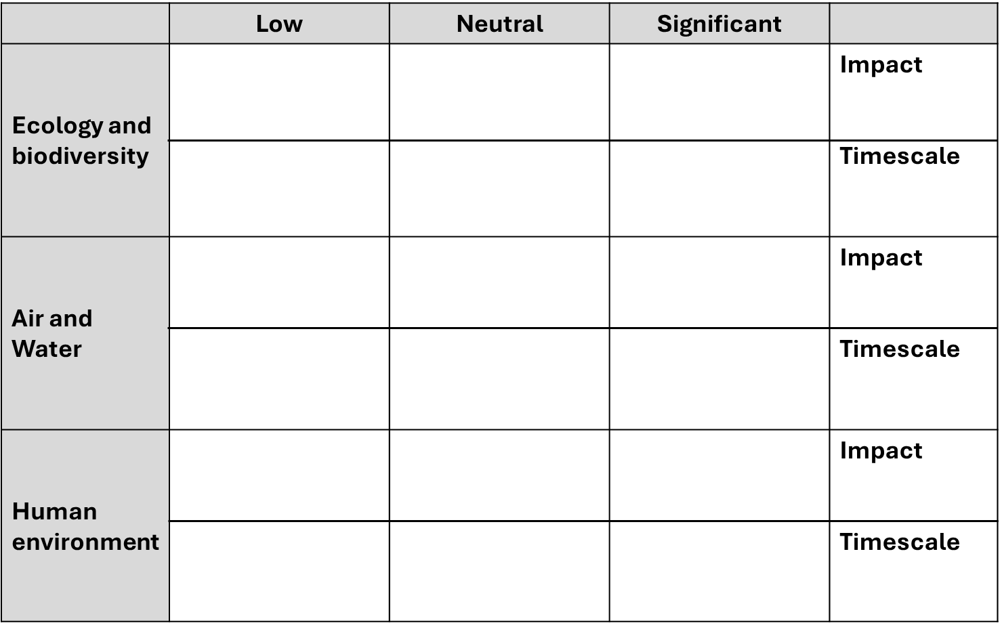 Low Neutral Significant
Impact
Ecology and
biodiversity
Timescale
Impact
Air and
Water
Timescale
Impact
Human
environment
Timescale